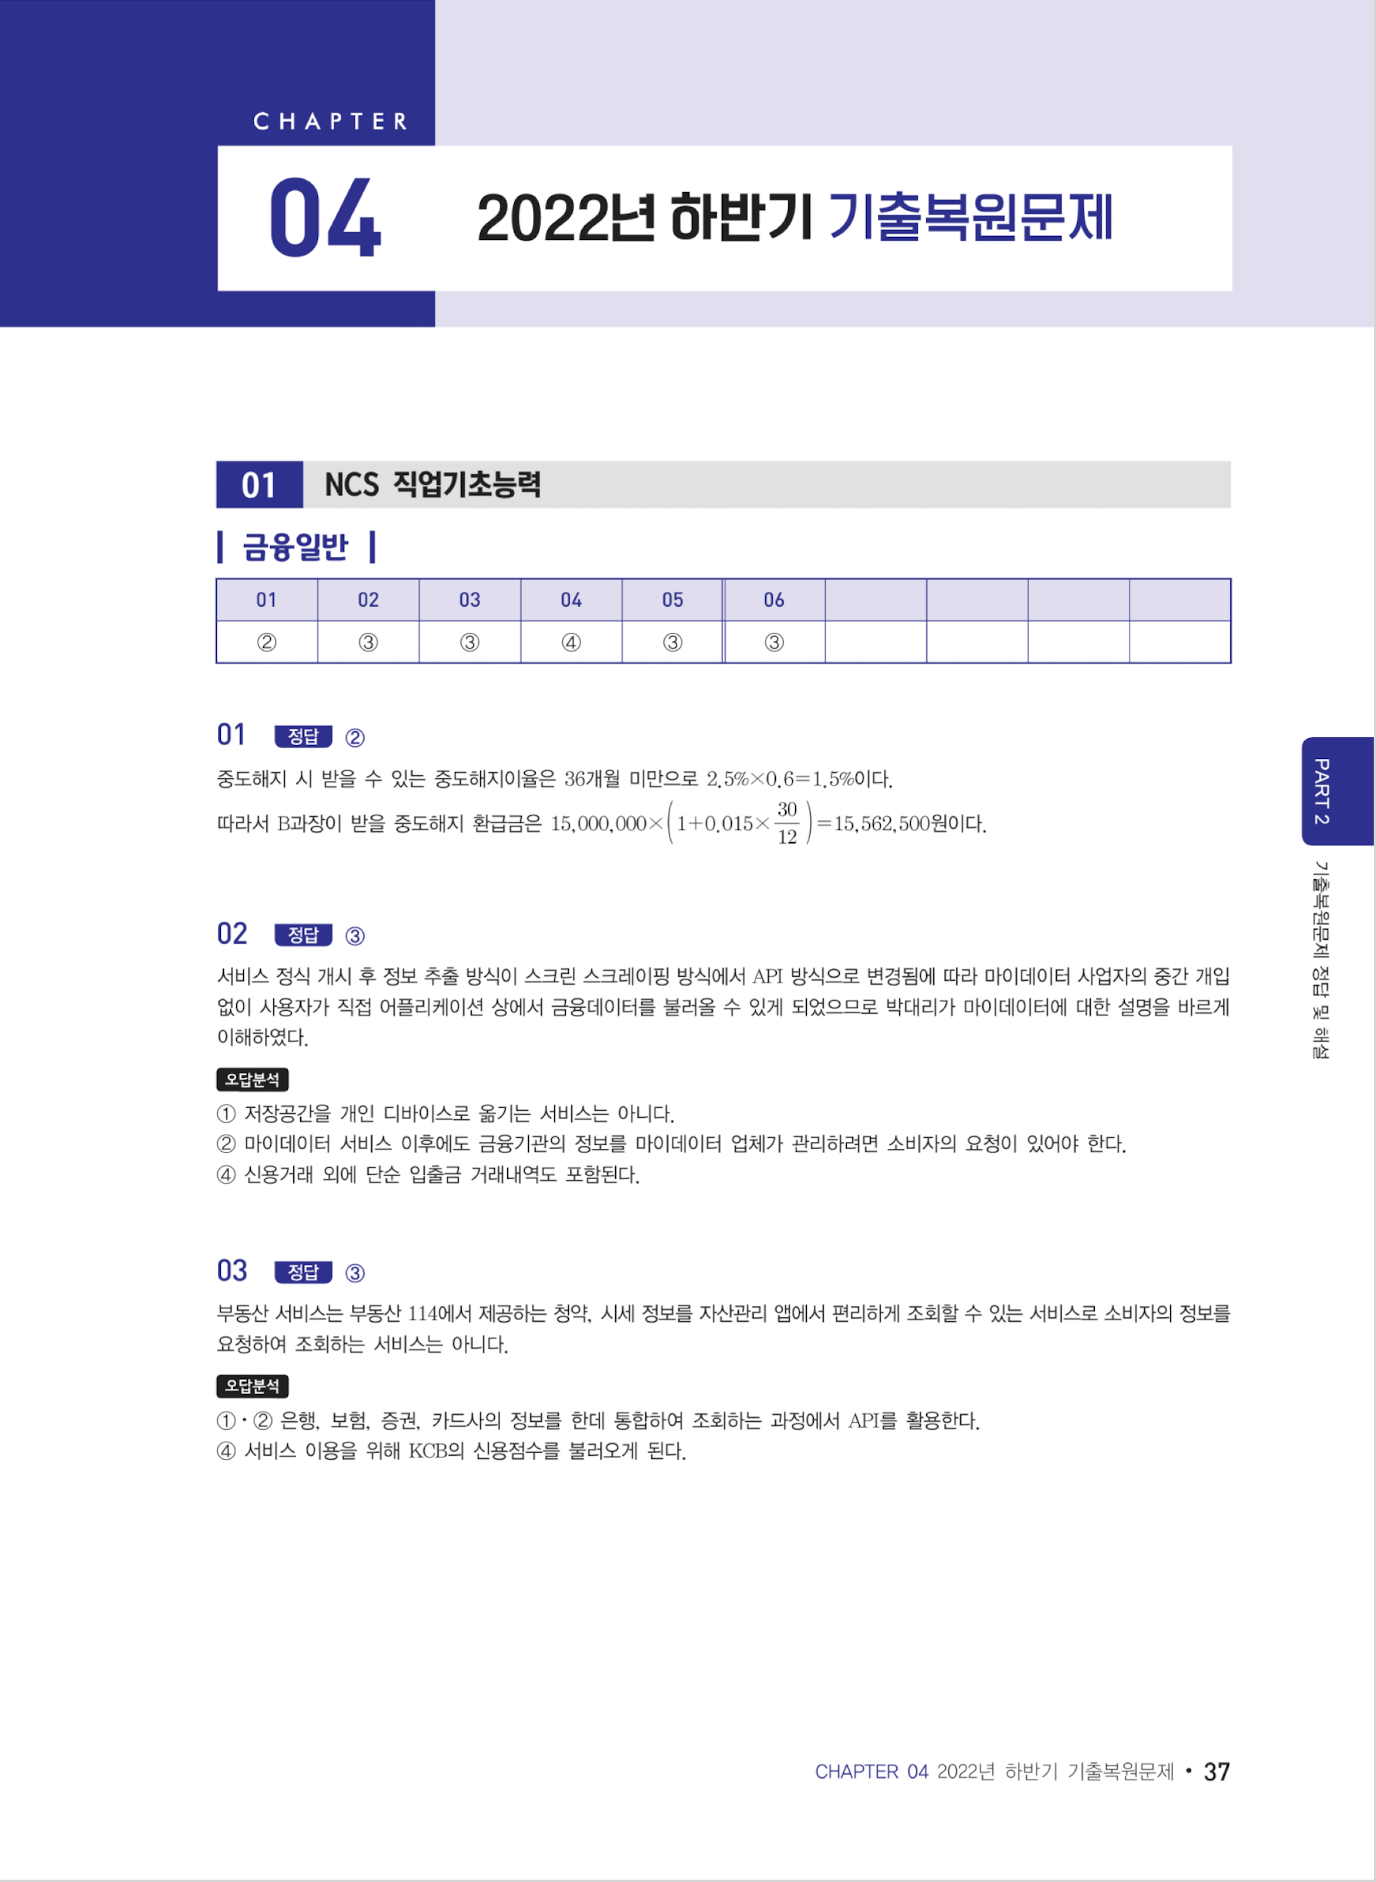 CHAPTER
04
2022년 하반기 기출복원문제
01 NCS 직업기초능력
| 금융일반 |
01 02 03 04 05 06
② ③ ③ ④ ③ ③
01 정답 ②
중도해지 시 받을 수 있는 중도해지이율은 36개월 미만으로 2.5%×0.6=1.5%이다.
따라서 B과장이 받을 중도해지 환급금은 15,000,000×(1+0.015×30/12)=15,562,500원이다.
02 정답 ③
서비스 정식 개시 후 정보 추출 방식이 스크린 스크레이핑 방식에서 API 방식으로 변경됨에 따라 마이데이터 사업자의 중간 개입
없이 사용자가 직접 어플리케이션 상에서 금융데이터를 불러올 수 있게 되었으므로 박대리가 마이데이터에 대한 설명을 바르게
이해하였다.
오답분석
① 저장공간을 개인 디바이스로 옮기는 서비스는 아니다.
② 마이데이터 서비스 이후에도 금융기관의 정보를 마이데이터 업체가 관리하려면 소비자의 요청이 있어야 한다.
④ 신용거래 외에 단순 입출금 거래내역도 포함된다.
03 정답 ③
부동산 서비스는 부동산 114에서 제공하는 청약, 시세 정보를 자산관리 앱에서 편리하게 조회할 수 있는 서비스로 소비자의 정보를
요청하여 조회하는 서비스는 아니다.
오답분석
①·② 은행, 보험, 증권, 카드사의 정보를 한데 통합하여 조회하는 과정에서 API를 활용한다.
④ 서비스 이용을 위해 KCB의 신용점수를 불러오게 된다.
PART 2
기출복원문제 정답 및 해설
CHAPTER 04 2022년 하반기 기출복원문제 • 37